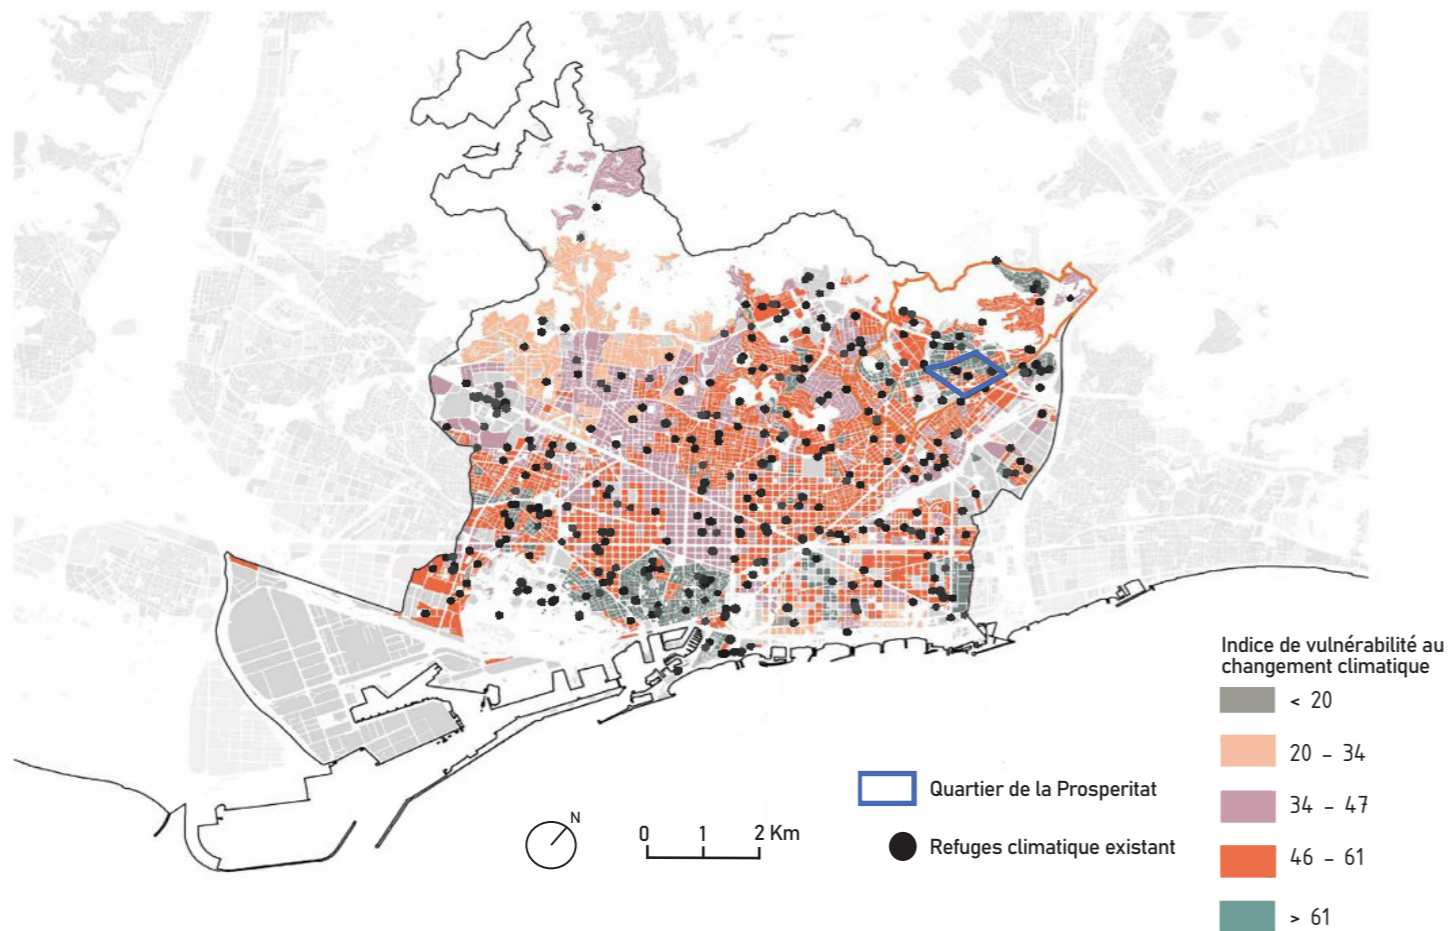 N
0 1 2 Km
Quartier de la Prosperitat
Refuges climatique existant
Indice de vulnérabilité au
changement climatique
< 20
20 – 34
34 – 47
46 – 61
> 61